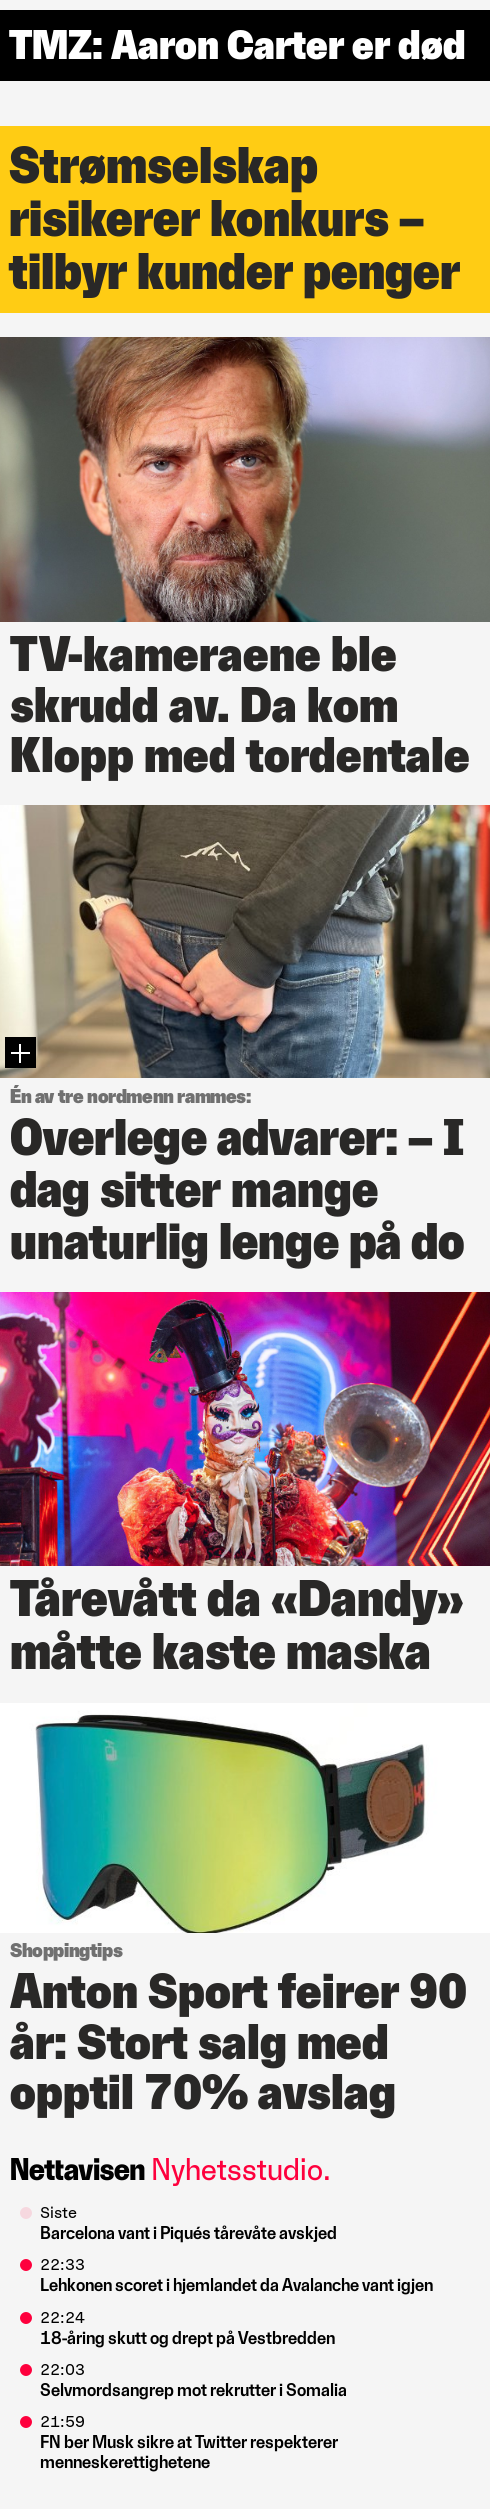 TMZ: Aaron Carter er død
Strømselskap
risikerer konkurs –
tilbyr kunder penger
TV-kameraene ble
skrudd av. Da kom
Klopp med tordentale
Én av tre nordmenn rammes:
Overlege advarer: – I
dag sitter mange
unaturlig lenge på do
Tårevått da «Dandy»
måtte kaste maska
Shoppingtips
Anton Sport feirer 90
år: Stort salg med
opptil 70% avslag
Nettavisen Nyhetsstudio.
Siste
Barcelona vant i Piqués tårevåte avskjed
22:33
Lehkonen scoret i hjemlandet da Avalanche vant igjen
22:24
18-åring skutt og drept på Vestbredden
22:03
Selvmordsangrep mot rekrutter i Somalia
21:59
FN ber Musk sikre at Twitter respekterer
menneskerettighetene